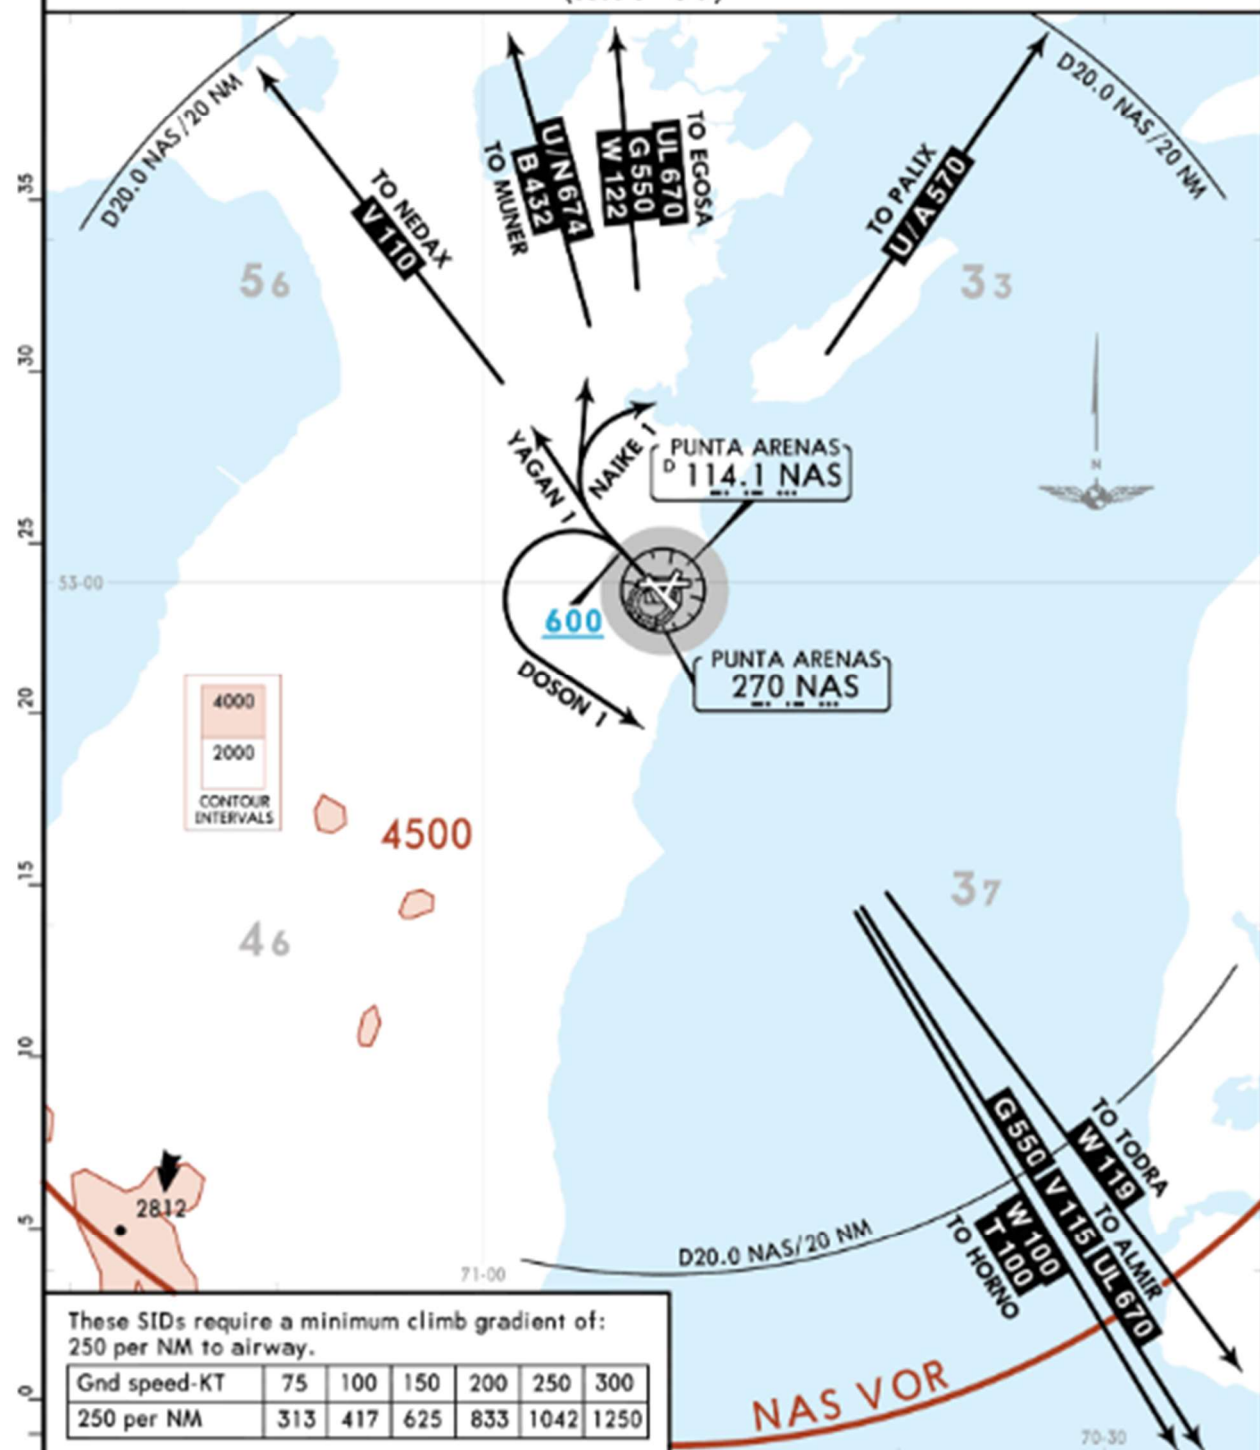 D20.0 NAS/20 NM
D20.0 NAS/20 NM
TO NEDAX
V 110
TO MUNER
B 432
U/N674
W 122
G 550
UL 670
TO EGOSA
TO PALIX
U/A 570
35
56
33
30
YAGAN 1
NAIKE 1
PUNTA ARENAS
D 114.1 NAS
N
25
53-00
600
PUNTA ARENAS
270 NAS
DOSON 1
20
4000
2000
CONTOUR
INTERVALS
4500
15
37
46
10
2812
5
TO TODRA
W 119
G 550 V 115 UL 670
TO ALMIR
W 100
T 100
TO HORNO
D20.0 NAS/20 NM
71-00
These SIDs require a minimum climb gradient of:
250 per NM to airway.
Gnd speed-KT 75 100 150 200 250 300
250 per NM 313 417 625 833 1042 1250
0
NAS VOR
70-30